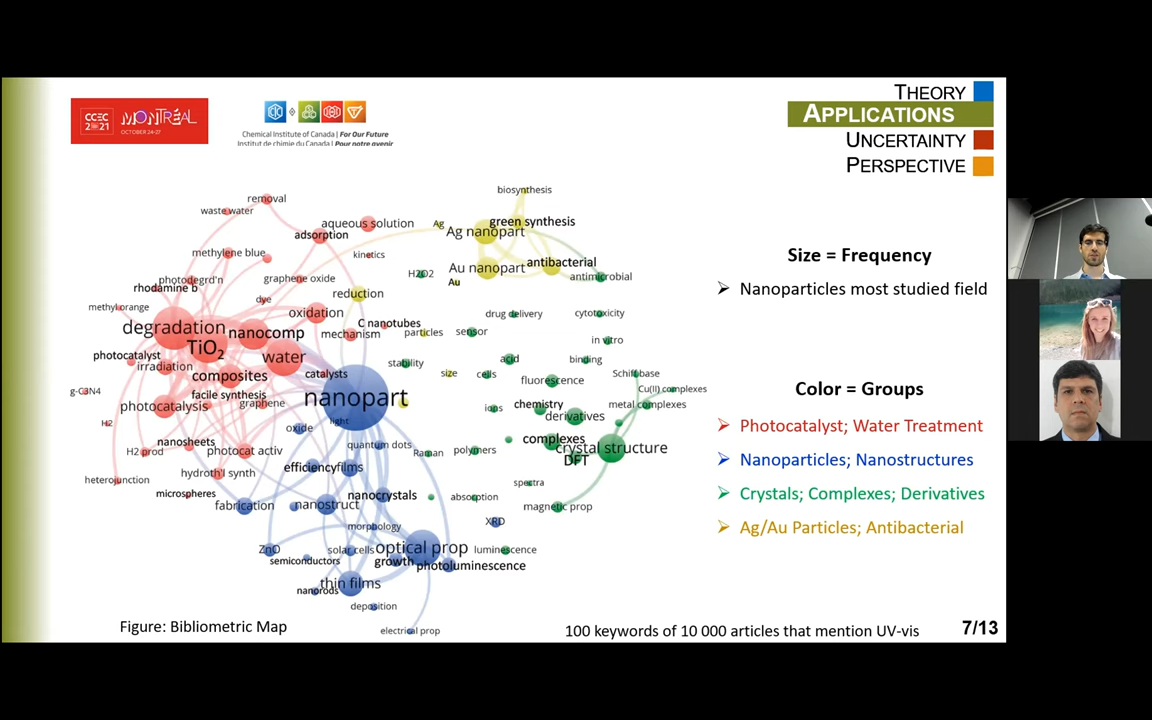 CCEC
2021
MONTRÉAL
OCTOBER 24-27
Chemical Institute of Canada | For Our Future
Institut de chimie du Canada | Pour notre avenir
THEORY
APPLICATIONS
UNCERTAINTY
PERSPECTIVE
biosynthesis
removal
waste water
aqueous solution
Ag
green synthesis
Ag nanopart
adsorption
methylene blue
kinetics
H2O2
Au nanopart
antibacterial
antimicrobial
Au
photodegrd'n
rhodamine b
graphene oxide
reduction
dye
methyl orange
oxidation
C nanotubes
drug delivery
cytotoxicity
degradation
nanocomp
mechanism
particles
sensor
in vitro
TiO2
water
photocatalyst
irradiation
composites
catalysts
stability
size
acid
cells
binding
fluorescence
Schiff base
Cu(II) complexes
metal complexes
g-C3N4
facile synthesis
graphene
photocatalysis
nanopart
light
ions
chemistry
derivatives
H2
oxide
nanosheets
H2 prod
photocat activ
quantum dots
Raman
polymers
complexes
crystal structure
DFT
heterojunction
hydroth'l synth
efficiency
films
spectra
microspheres
fabrication
nanostruct
nanocrystals
absorption
magnetic prop
morphology
XRD
ZnO
solar cells
optical prop
luminescence
semiconductors
growth
photoluminescence
thin films
nanorods
deposition
electrical prop
Size = Frequency
Nanoparticles most studied field
Color = Groups
Photocatalyst; Water Treatment
Nanoparticles; Nanostructures
Crystals; Complexes; Derivatives
Ag/Au Particles; Antibacterial
Figure: Bibliometric Map
100 keywords of 10 000 articles that mention UV-vis
7/13